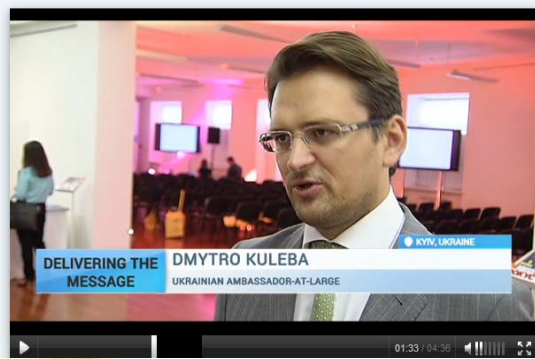 KYIV, UKRAINE
DELIVERING THE
MESSAGE
DMYTRO KULEBA
UKRAINIAN AMBASSADOR-AT-LARGE
01:33 / 04:36